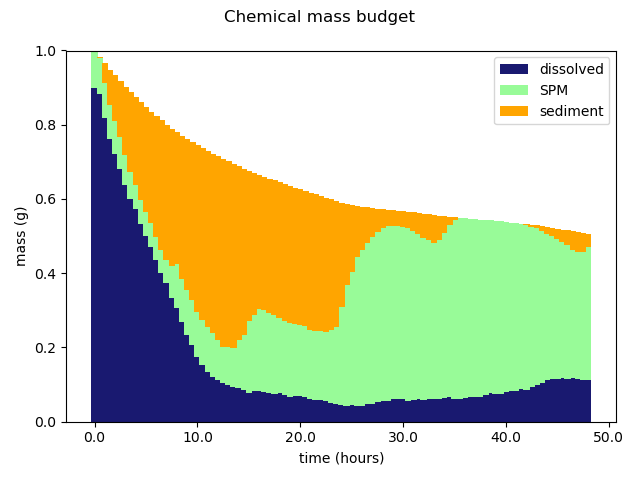 Chemical mass budget
dissolved
SPM
sediment
1.0
0.8
0.6
0.4
0.2
0.0
mass (g)
0.0 10.0 20.0 30.0 40.0 50.0
time (hours)